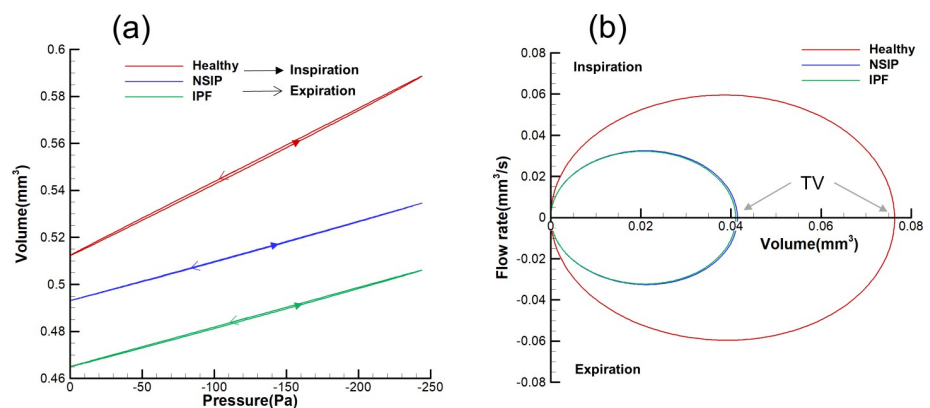 (a)
Volume(mm³)
0.6
0.58
0.56
0.54
0.52
0.5
0.48
0.46
Healthy
NSIP
IPF
Inspiration
Expiration
0
-50
-100
-150
-200
-250
Pressure(Pa)
(b)
Flow rate(mm³/s)
0.08
0.06
0.04
0.02
0
-0.02
-0.04
-0.06
-0.08
Inspiration
Healthy
NSIP
IPF
TV
0
0.02
0.04
0.06
0.08
Volume(mm³)
Expiration